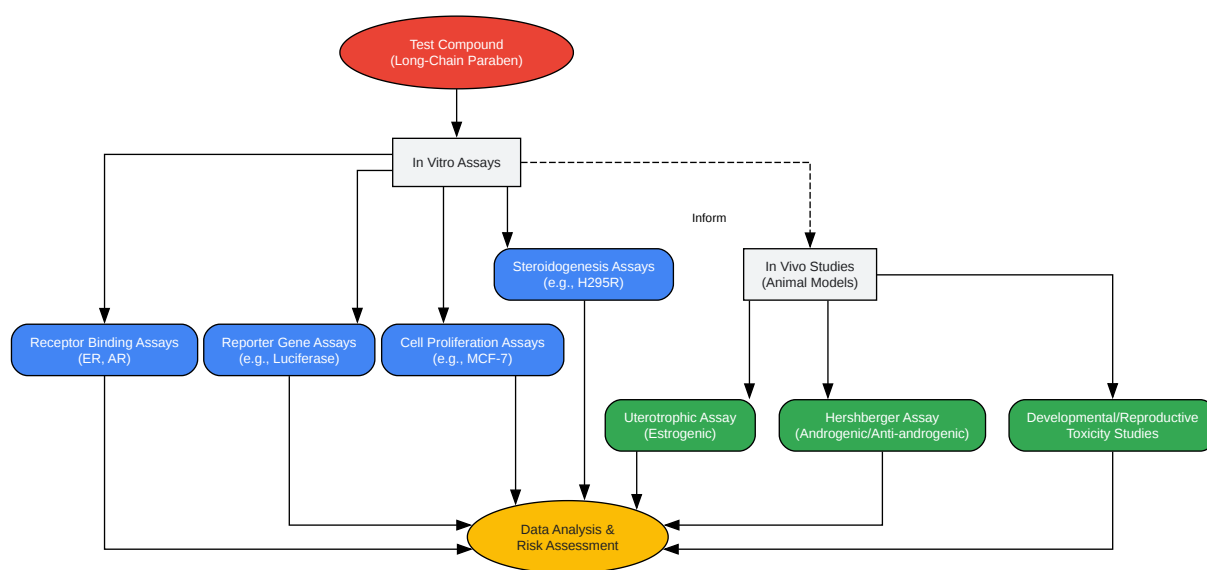 Test Compound
(Long-Chain Paraben)
In Vitro Assays
Inform
Steroidogenesis Assays
(e.g., H295R)
In Vivo Studies
(Animal Models)
Receptor Binding Assays
(ER, AR)
Reporter Gene Assays
(e.g., Luciferase)
Cell Proliferation Assays
(e.g., MCF-7)
Uterotrophic Assay
(Estrogenic)
Hershberger Assay
(Androgenic/Anti-androgenic)
Developmental/Reproductive
Toxicity Studies
Data Analysis &
Risk Assessment